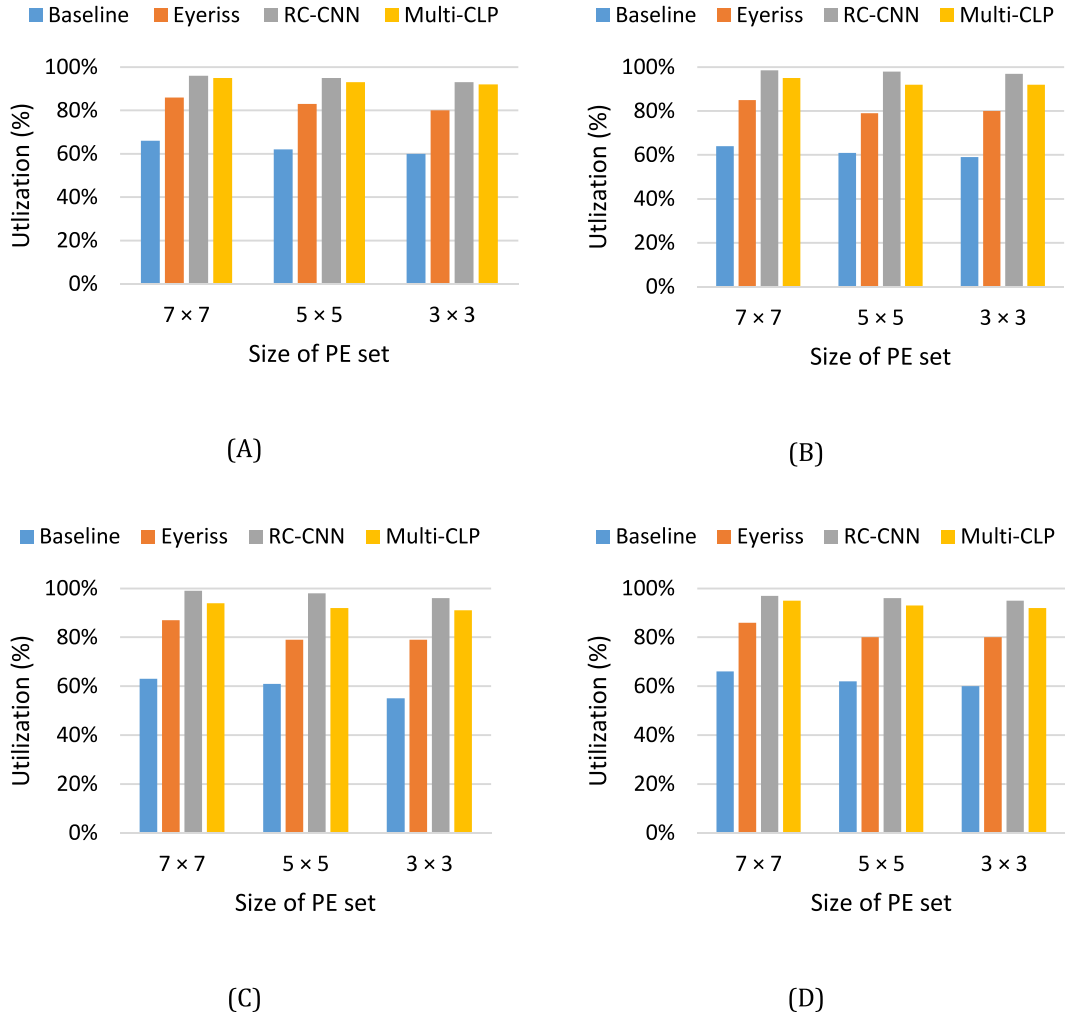 Baseline Eyeriss RC-CNN Multi-CLP
100%
80%
60%
40%
20%
0%
Utlization (%)
7 × 7 5 × 5 3 × 3
Size of PE set
(A)
Baseline Eyeriss RC-CNN Multi-CLP
100%
80%
60%
40%
20%
0%
Utlization (%)
7 × 7 5 × 5 3 × 3
Size of PE set
(B)
Baseline Eyeriss RC-CNN Multi-CLP
100%
80%
60%
40%
20%
0%
Utilization (%)
7 × 7 5 × 5 3 × 3
Size of PE set
(C)
Baseline Eyeriss RC-CNN Multi-CLP
100%
80%
60%
40%
20%
0%
Utilization (%)
7 × 7 5 × 5 3 × 3
Size of PE set
(D)